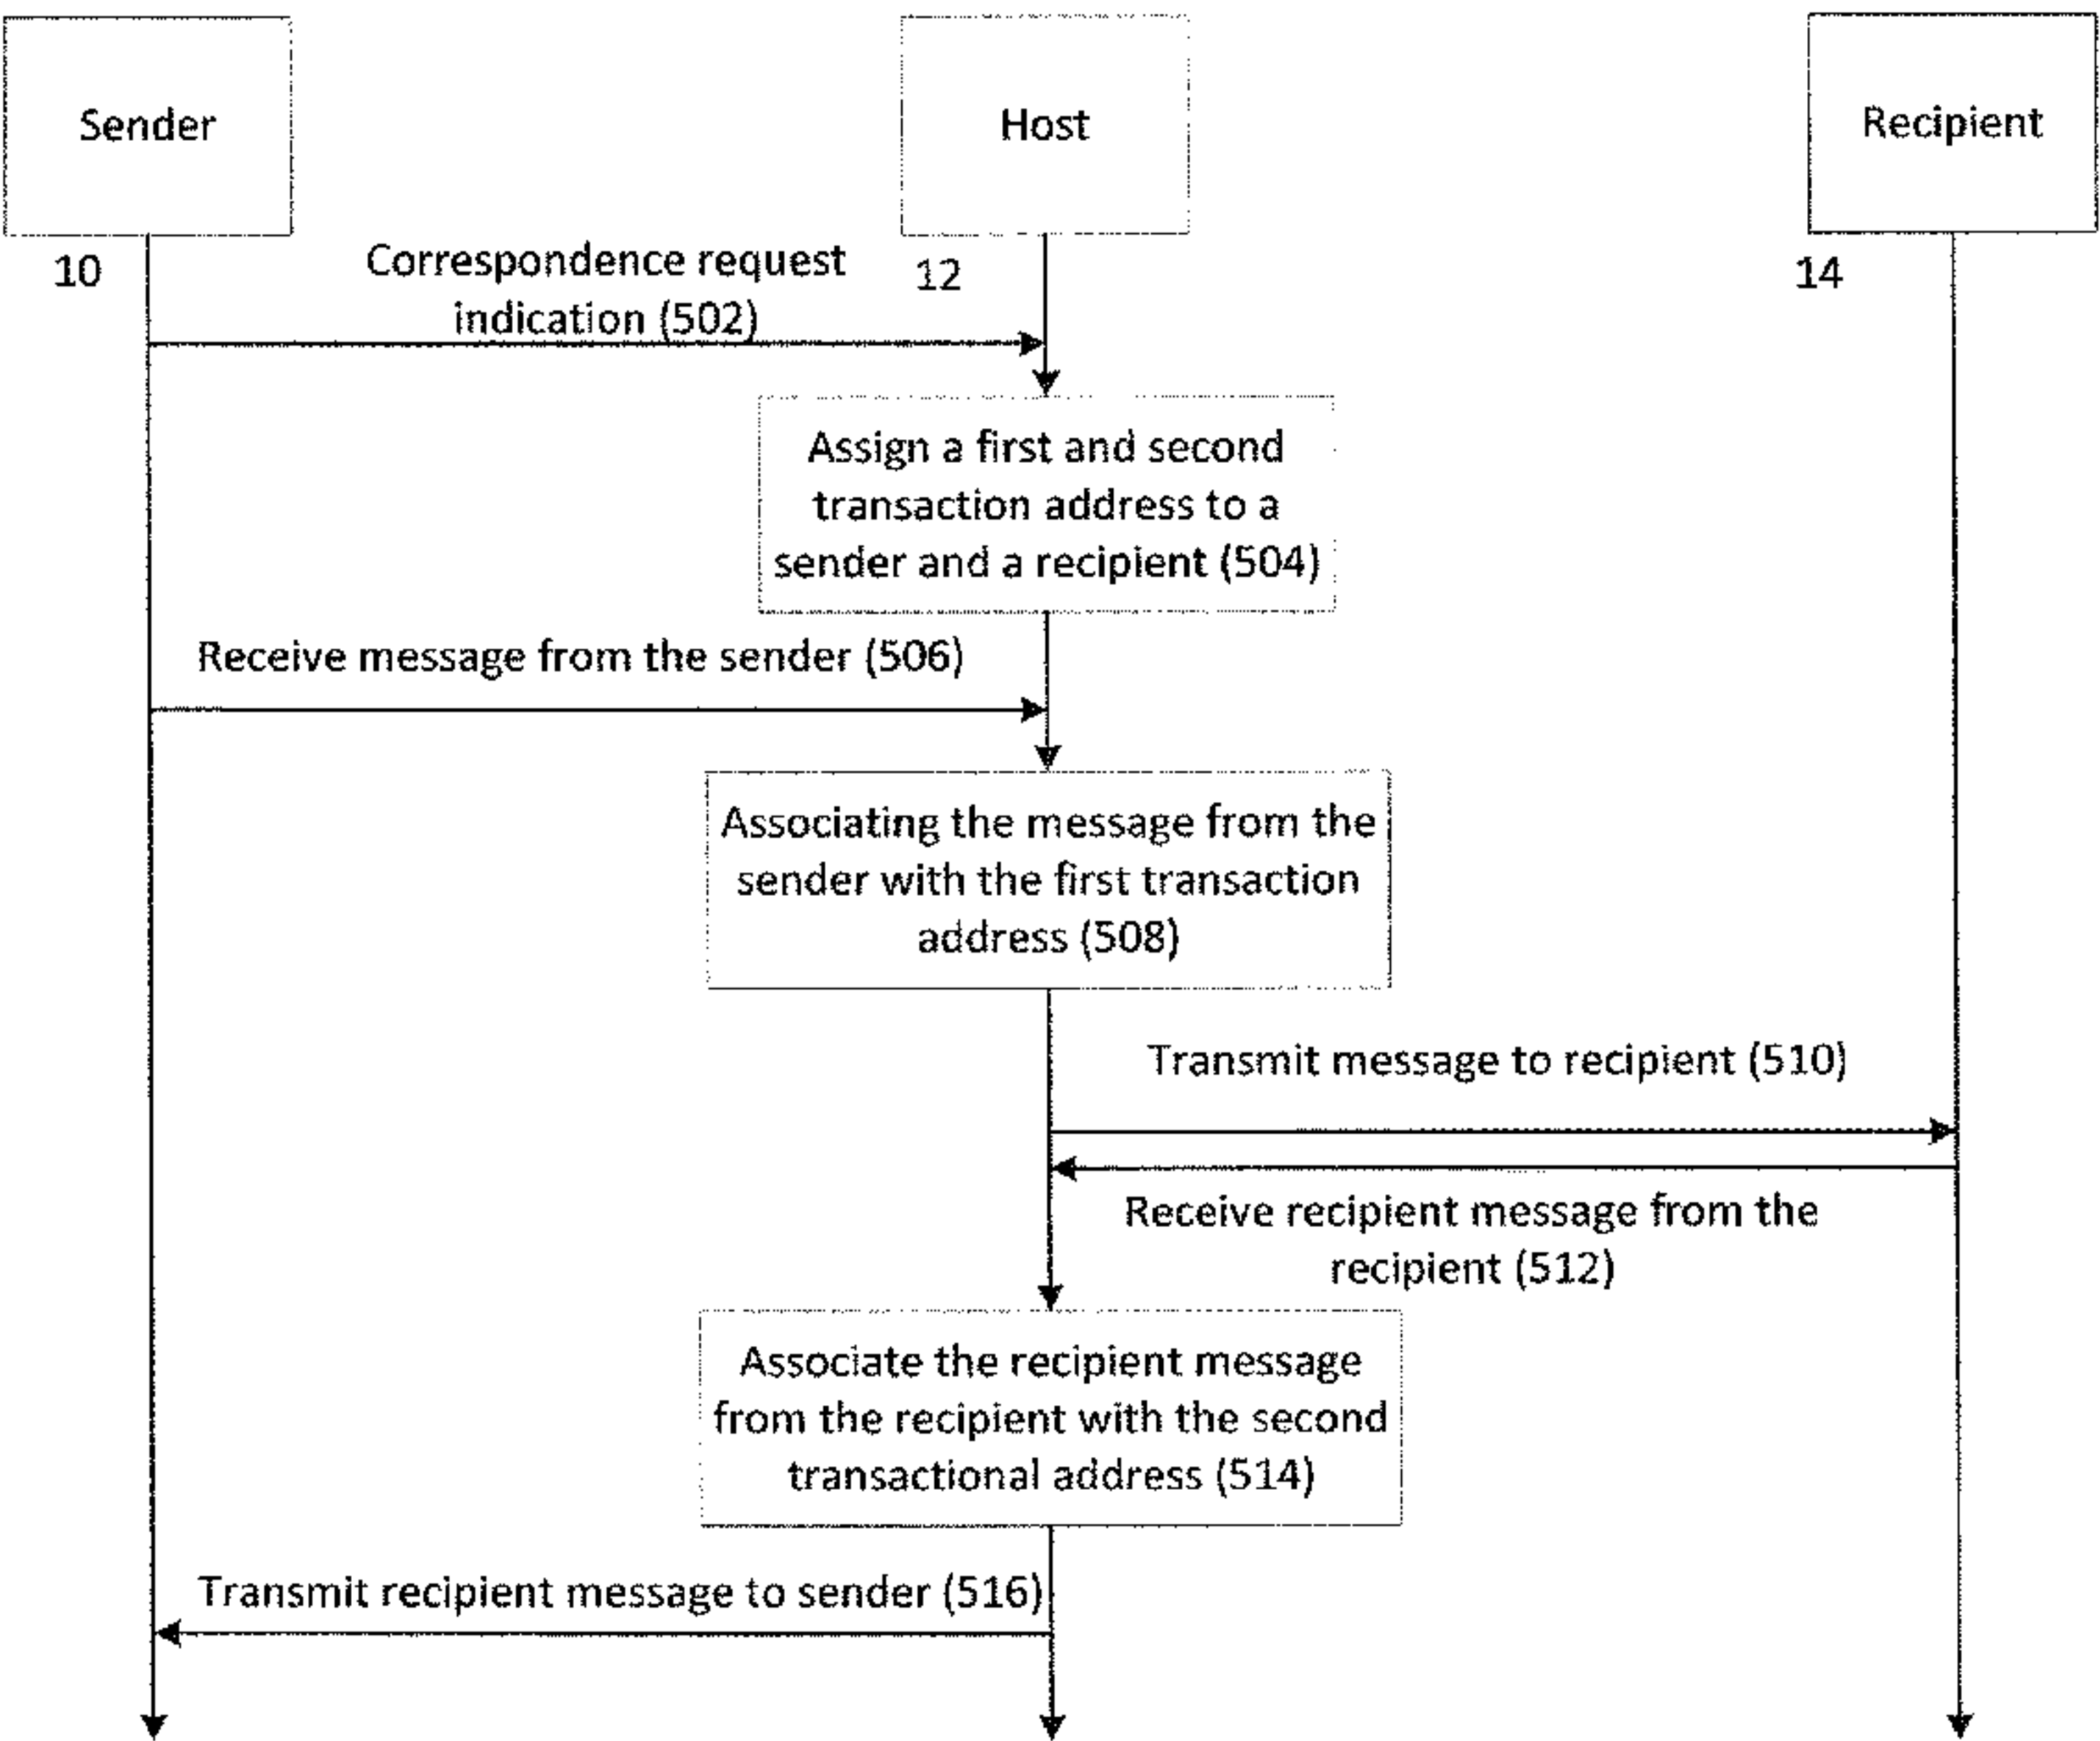 Sender
Host
Recipient
10
12
14
Correspondence request
indication (502)
Assign a first and second
transaction address to a
sender and a recipient (504)
Receive message from the sender (506)
Associating the message from the
sender with the first transaction
address (508)
Transmit message to recipient (510)
Receive recipient message from the
recipient (512)
Associate the recipient message
from the recipient with the second
transactional address (514)
Transmit recipient message to sender (516)